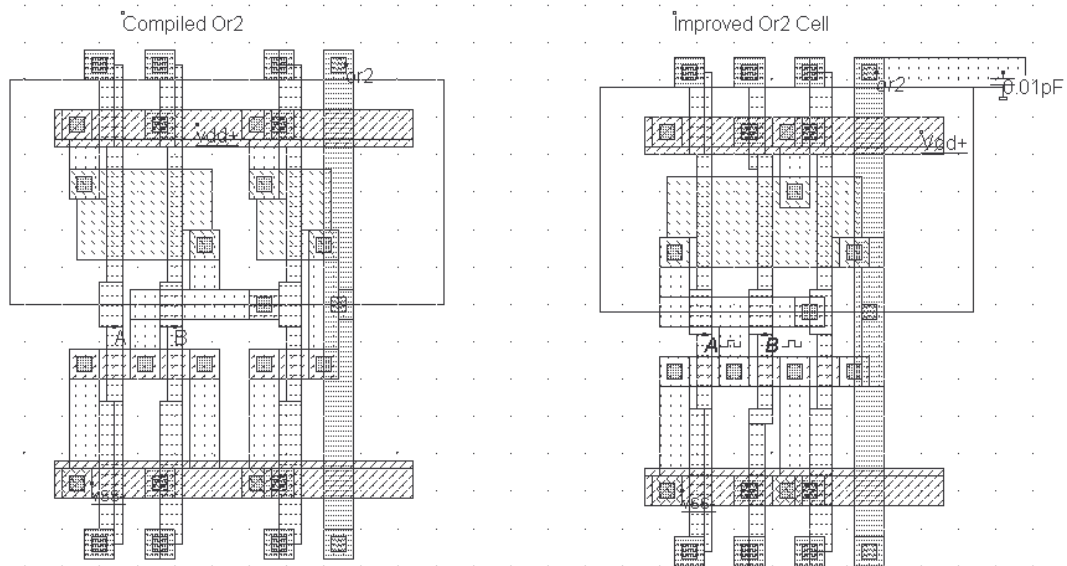 Compiled Or2
or2
Vdd+
A B
vss-
Improved Or2 Cell
or2
0.01pF
Vdd+
A B
vss-